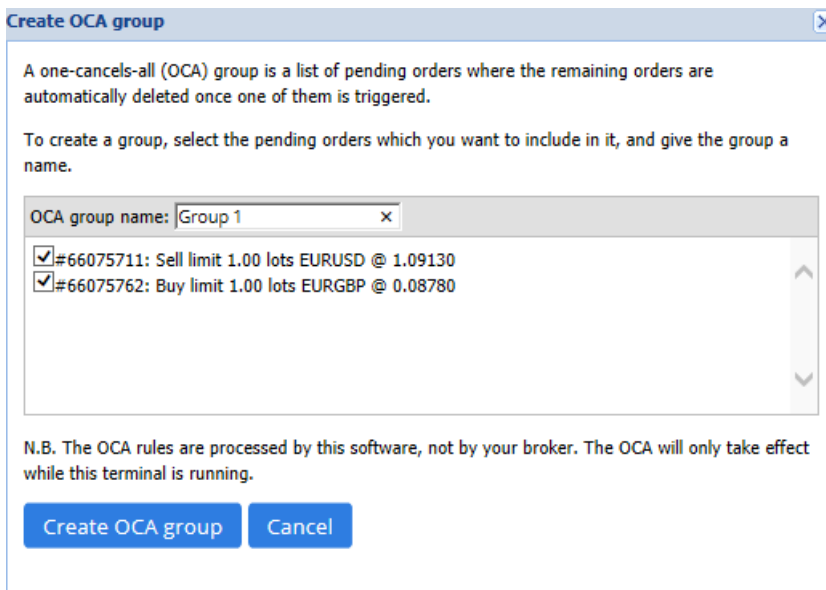 Create OCA group
A one-cancels-all (OCA) group is a list of pending orders where the remaining orders are
automatically deleted once one of them is triggered.
To create a group, select the pending orders which you want to include in it, and give the group a
name.
OCA group name: Group 1
#66075711: Sell limit 1.00 lots EURUSD @ 1.09130
#66075762: Buy limit 1.00 lots EURGBP @ 0.08780
N.B. The OCA rules are processed by this software, not by your broker. The OCA will only take effect
while this terminal is running.
Create OCA group Cancel